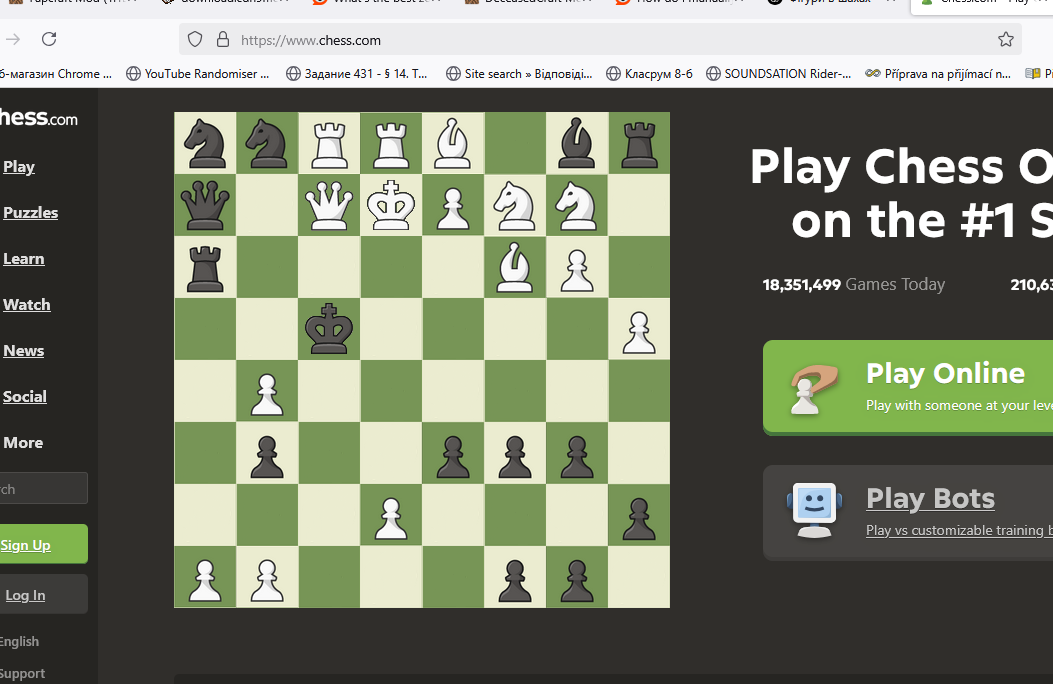 https://www.chess.com
б-магазин Chrome ...
YouTube Randomiser ...
Задание 431 - § 14. Т...
Site search » Відповіді...
Класрум 8-б
SOUNDSATION Rider-...
Příprava na přijímací n...
hess.com
Play
Puzzles
Learn
Watch
News
Social
More
rch
Sign Up
Log In
English
Support
Play Chess O
on the #1 S
18,351,499 Games Today
210,63
Play Online
Play with someone at your leve
Play Bots
Play vs customizable training b